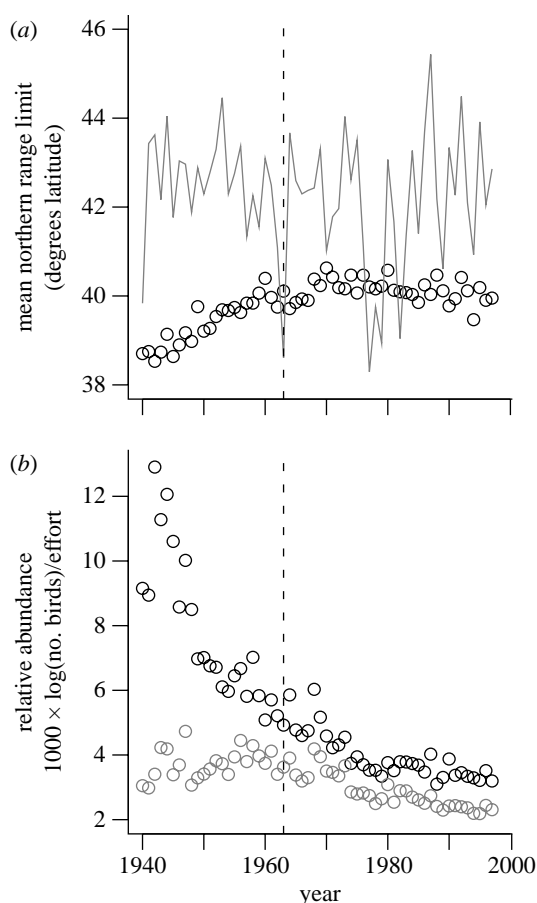 (a)
46
44
42
40
38
mean northern range limit
(degrees latitude)
(b)
12
10
8
6
4
2
relative abundance
1000 × log(no. birds)/effort
1940 1960 1980 2000
year